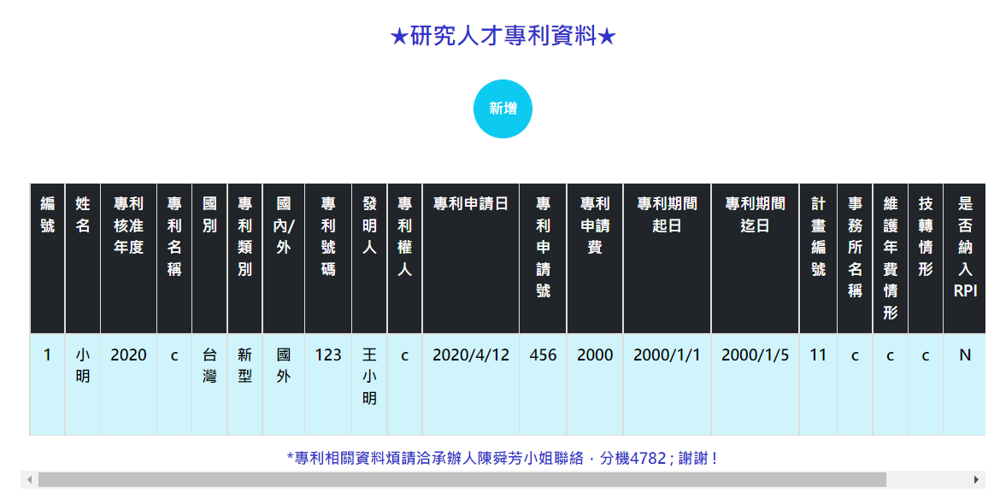 ★研究人才專利資料★
新增
編號 姓名 專利核准年度 專利名稱 國別 專利類別 國內/外 專利號碼 發明人 專利權人 專利申請日 專利申請號 專利申請費 專利期間起日 專利期間迄日 計畫編號 事務所名稱 維護年費情形 技轉情形 是否納入RPI
1 小明 2020 c 台灣 新型 國外 123 王小明 c 2020/4/12 456 2000 2000/1/1 2000/1/5 11 c c c N
*專利相關資料煩請洽承辦人陳舜芳小姐聯絡，分機4782 ; 謝謝 !